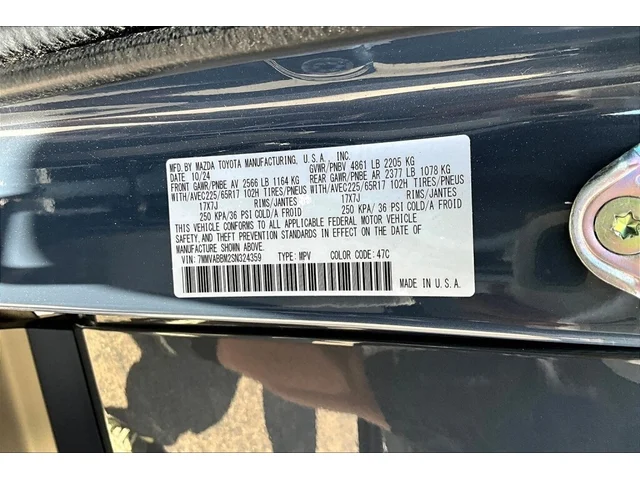 MFD. BY MAZDA TOYOTA MANUFACTURING, U.S.A., INC.
DATE: 10/24 GVWR/PNBV 4861 LB 2205 KG
FRONT GAWR/PNBE AV 2566 LB 1164 KG REAR GAWR/PNBE AR 2377 LB 1078 KG
WITH/AVEC225/65R17 102H TIRES/PNEUS WITH/AVEC225/65R17 102H TIRES/PNEUS
17X7J RIMS/JANTES 17X7J RIMS/JANTES
250 KPA/36 PSI COLD/A FROID 250 KPA/ 36 PSI COLD/A FROID
THIS VEHICLE CONFORMS TO ALL APPLICABLE FEDERAL MOTOR VEHICLE
SAFETY, AND THEFT PREVENTION STANDARDS IN EFFECT ON THE DATE OF
MANUFACTURE SHOWN ABOVE.
VIN: 7MMVABBM2SN324359 TYPE: MPV COLOR CODE: 47C
MADE IN U.S.A.